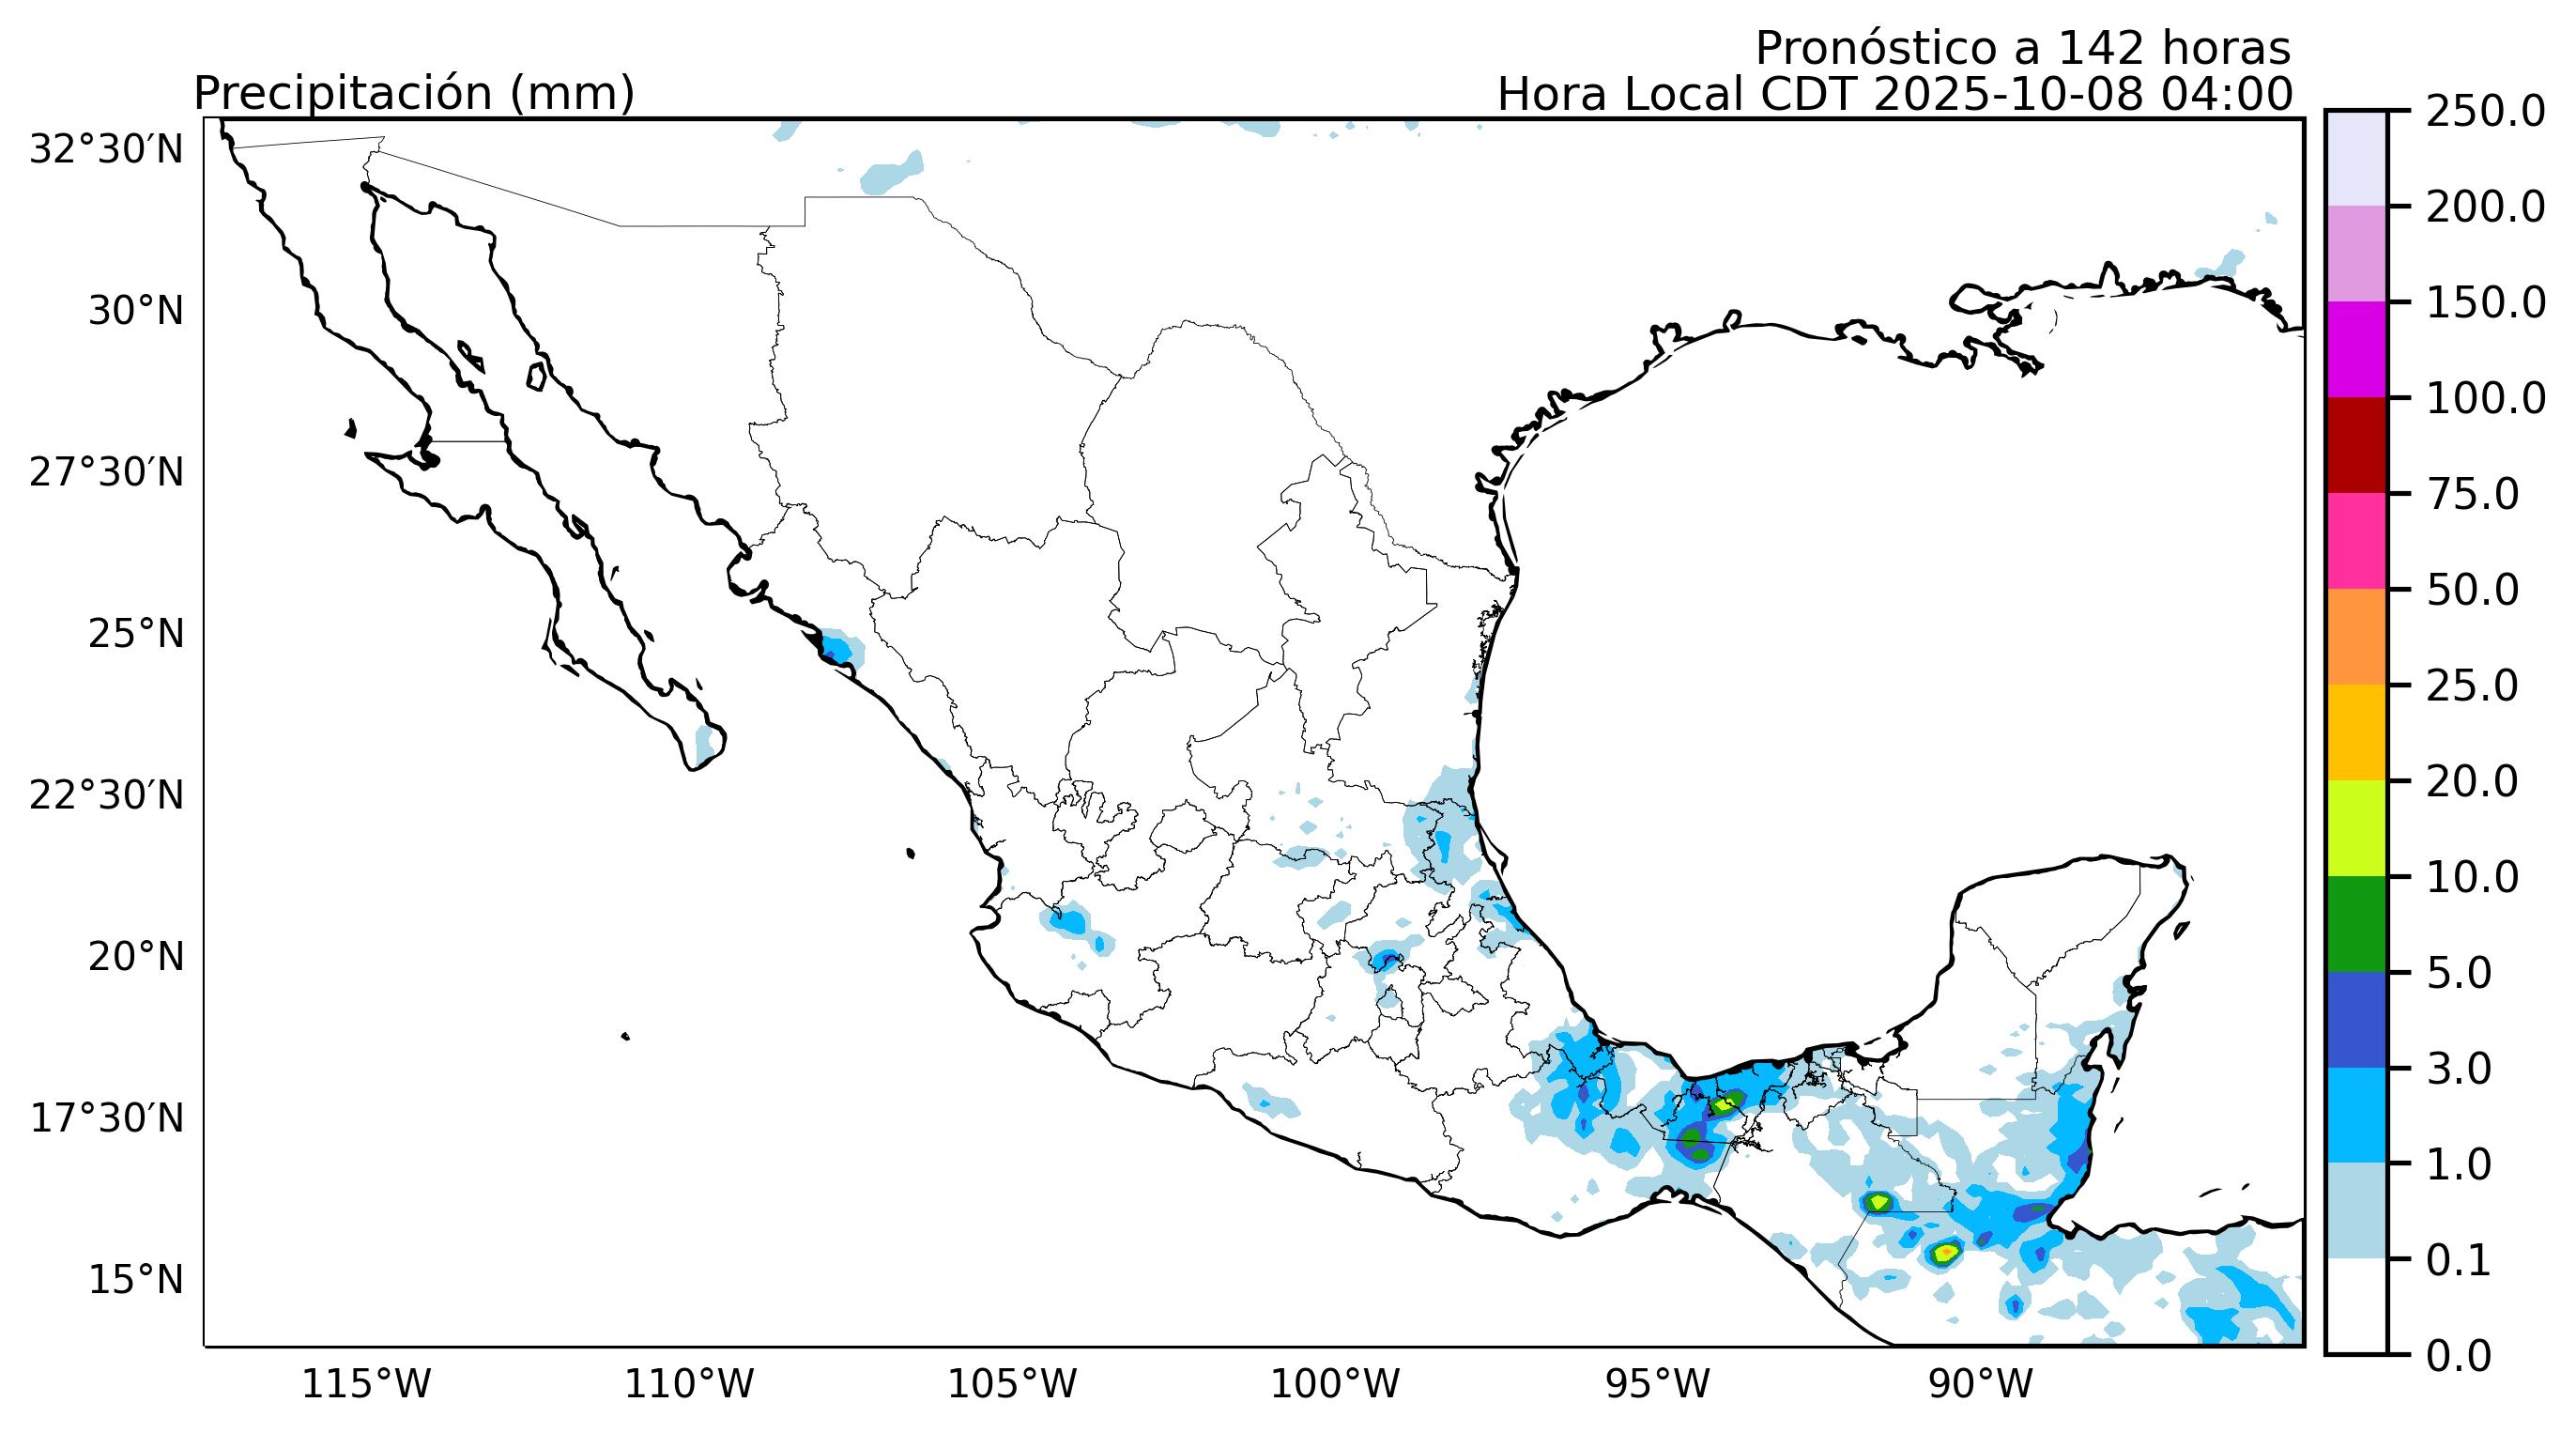 Pronóstico a 142 horas
Precipitación (mm)
Hora Local CDT 2025-10-08 04:00
32°30′N
30°N
27°30′N
25°N
22°30′N
20°N
17°30′N
15°N
115°W
110°W
105°W
100°W
95°W
90°W
250.0
200.0
150.0
100.0
75.0
50.0
25.0
20.0
10.0
5.0
3.0
1.0
0.1
0.0